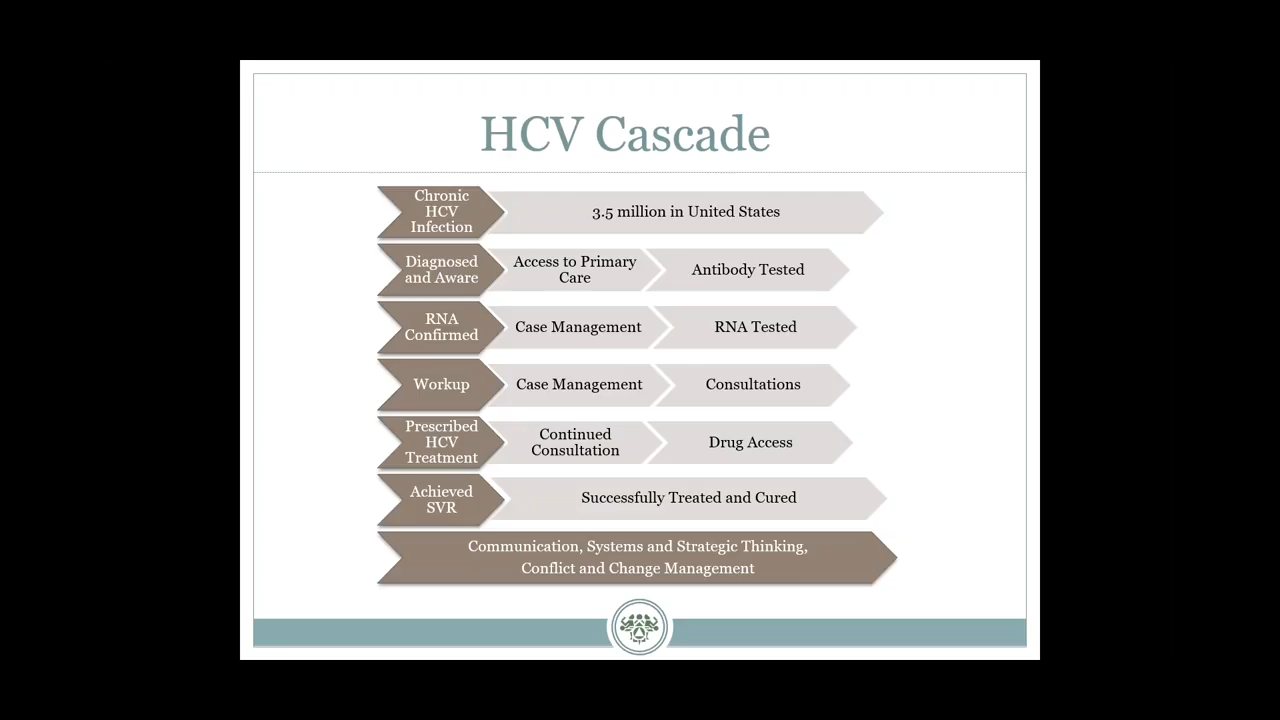 HCV Cascade
Chronic
HCV
Infection
3.5 million in United States
Diagnosed
and Aware
Access to Primary
Care
Antibody Tested
RNA
Confirmed
Case Management
RNA Tested
Workup
Case Management
Consultations
Prescribed
HCV
Treatment
Continued
Consultation
Drug Access
Achieved
SVR
Successfully Treated and Cured
Communication, Systems and Strategic Thinking,
Conflict and Change Management